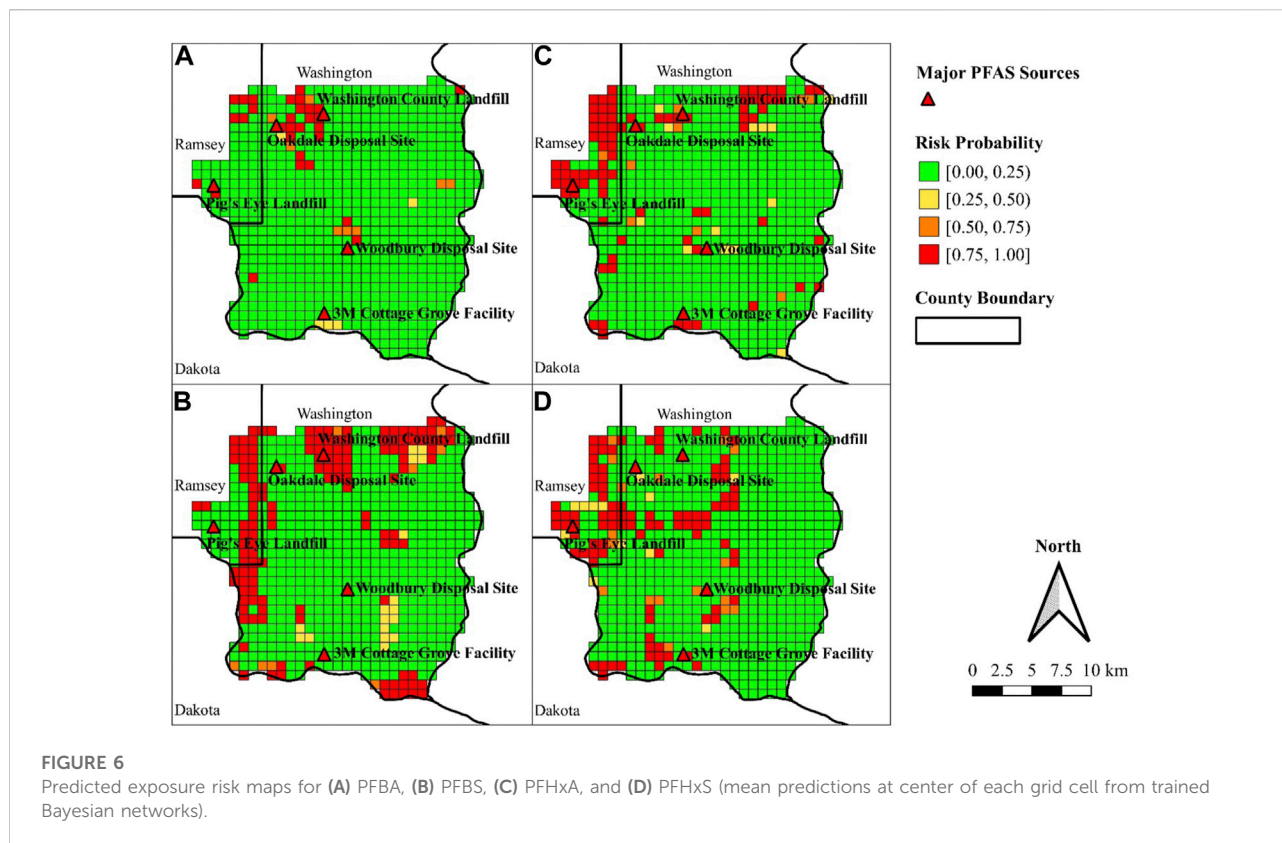 A
Washington
Washington County Landfill
Oakdale Disposal Site
Ramsey
Pig's Eye Landfill
Woodbury Disposal Site
3M Cottage Grove Facility
Dakota
C
Washington
Washington County Landfill
Oakdale Disposal Site
Ramsey
Pig's Eye Landfill
Woodbury Disposal Site
3M Cottage Grove Facility
Dakota
B
Washington
Washington County Landfill
Oakdale Disposal Site
Ramsey
Pig's Eye Landfill
Woodbury Disposal Site
3M Cottage Grove Facility
Dakota
D
Washington
Washington County Landfill
Oakdale Disposal Site
Ramsey
Pig's Eye Landfill
Woodbury Disposal Site
3M Cottage Grove Facility
Dakota
Major PFAS Sources
Risk Probability
[0.00, 0.25)
[0.25, 0.50)
[0.50, 0.75)
[0.75, 1.00]
County Boundary
North
0 2.5 5 7.5 10 km
FIGURE 6
Predicted exposure risk maps for (A) PFBA, (B) PFBS, (C) PFHxA, and (D) PFHxS (mean predictions at center of each grid cell from trained
Bayesian networks).